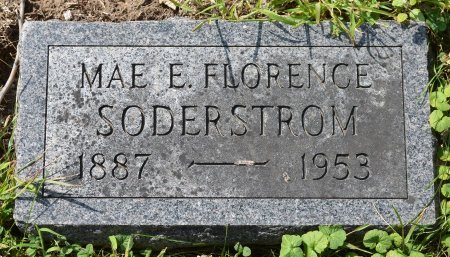 MAE E. FLORENCE
SODERSTROM
1887 — 1953